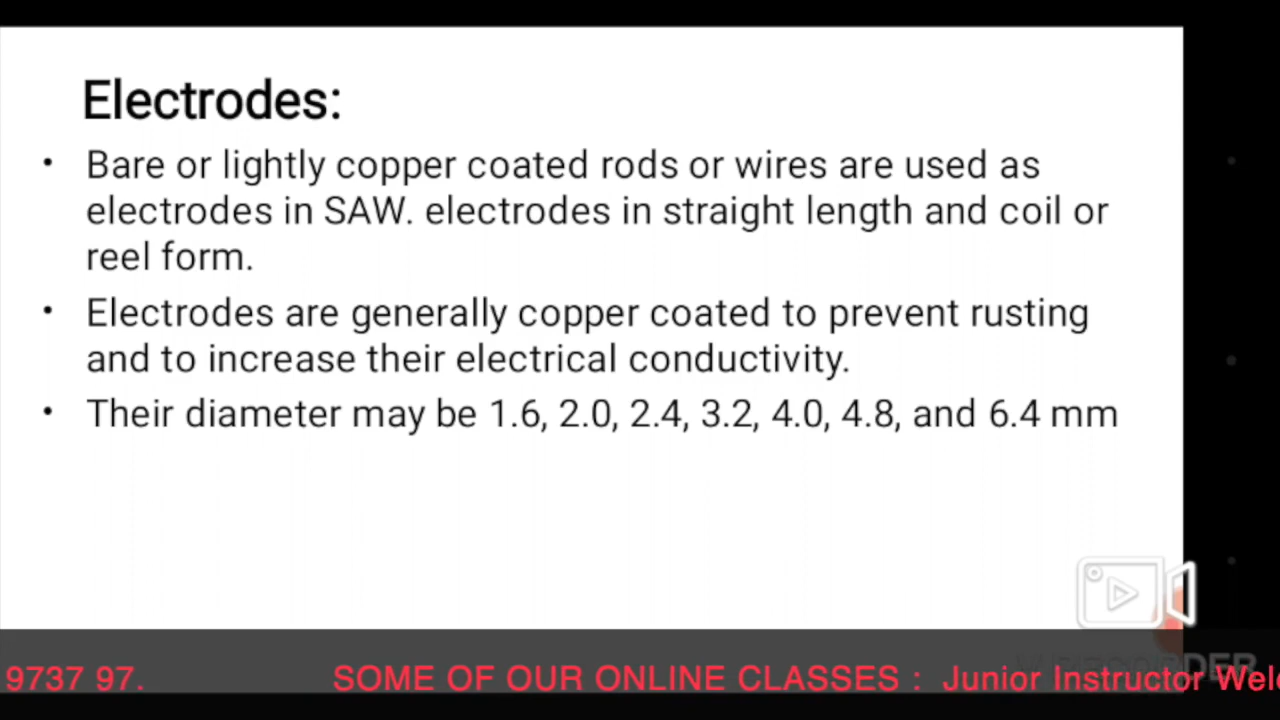 Electrodes:
• Bare or lightly copper coated rods or wires are used as
electrodes in SAW. electrodes in straight length and coil or
reel form.
• Electrodes are generally copper coated to prevent rusting
and to increase their electrical conductivity.
• Their diameter may be 1.6, 2.0, 2.4, 3.2, 4.0, 4.8, and 6.4 mm
9737 97. SOME OF OUR ONLINE CLASSES : Junior Instructor